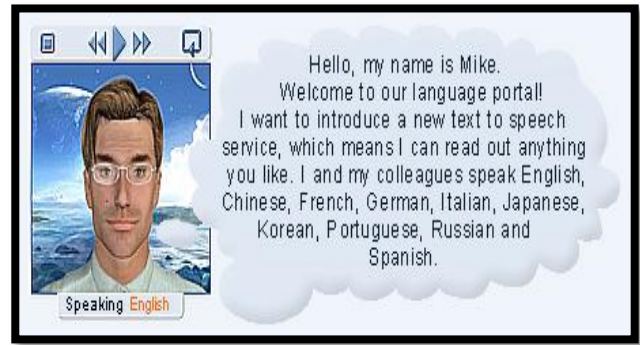 Hello, my name is Mike.
Welcome to our language portal!
I want to introduce a new text to speech
service, which means I can read out anything
you like. I and my colleagues speak English,
Chinese, French, German, Italian, Japanese,
Korean, Portuguese, Russian and
Spanish.
Speaking English